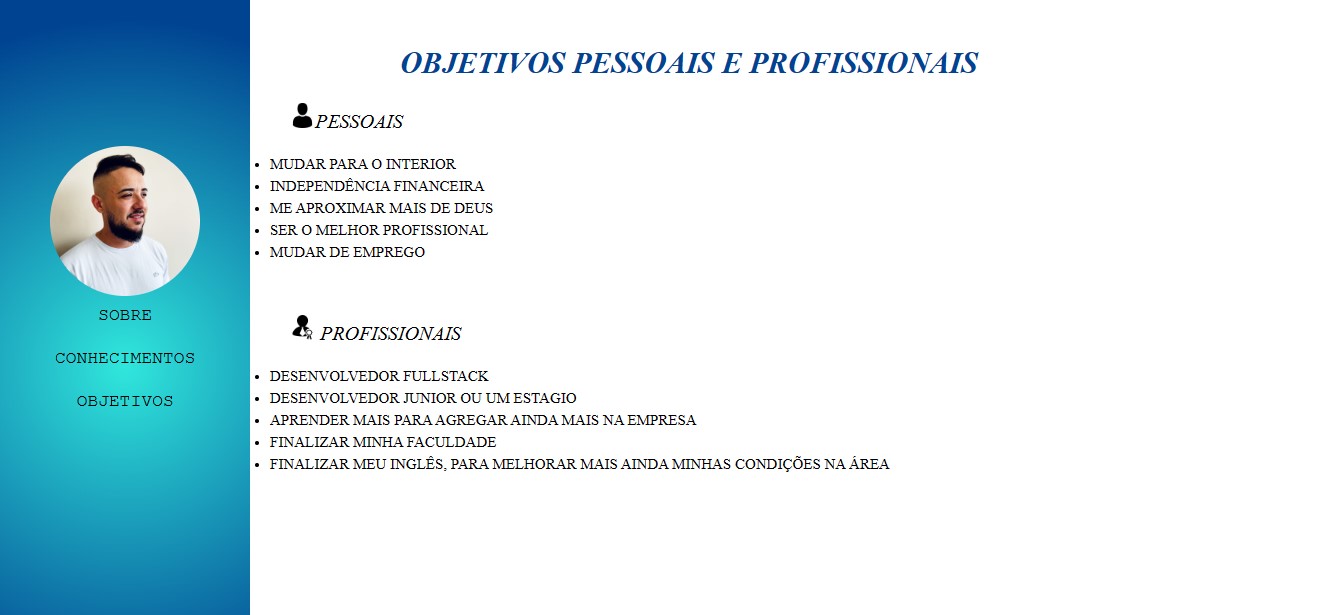 OBJETIVOS PESSOAIS E PROFISSIONAIS
PESSOAIS
MUDAR PARA O INTERIOR
INDEPENDÊNCIA FINANCEIRA
ME APROXIMAR MAIS DE DEUS
SER O MELHOR PROFISSIONAL
MUDAR DE EMPREGO
PROFISSIONAIS
DESENVOLVEDOR FULLSTACK
DESENVOLVEDOR JUNIOR OU UM ESTAGIO
APRENDER MAIS PARA AGREGAR AINDA MAIS NA EMPRESA
FINALIZAR MINHA FACULDADE
FINALIZAR MEU INGLÊS, PARA MELHORAR MAIS AINDA MINHAS CONDIÇÕES NA ÁREA
SOBRE
CONHECIMENTOS
OBJETIVOS